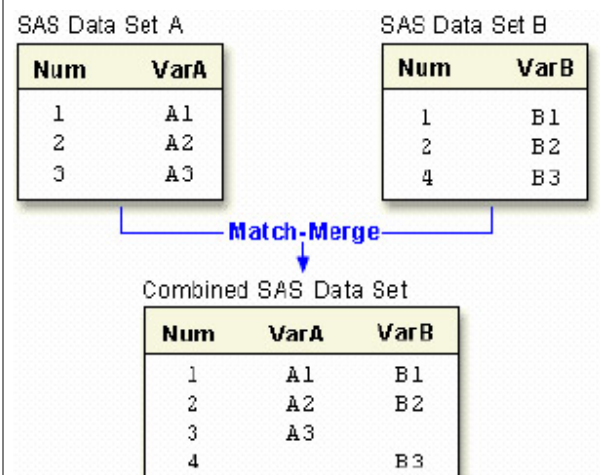 SAS Data Set A
Num VarA
1 A1
2 A2
3 A3
SAS Data Set B
Num VarB
1 B1
2 B2
4 B3
Match-Merge
Combined SAS Data Set
Num VarA VarB
1 A1 B1
2 A2 B2
3 A3
4 B3